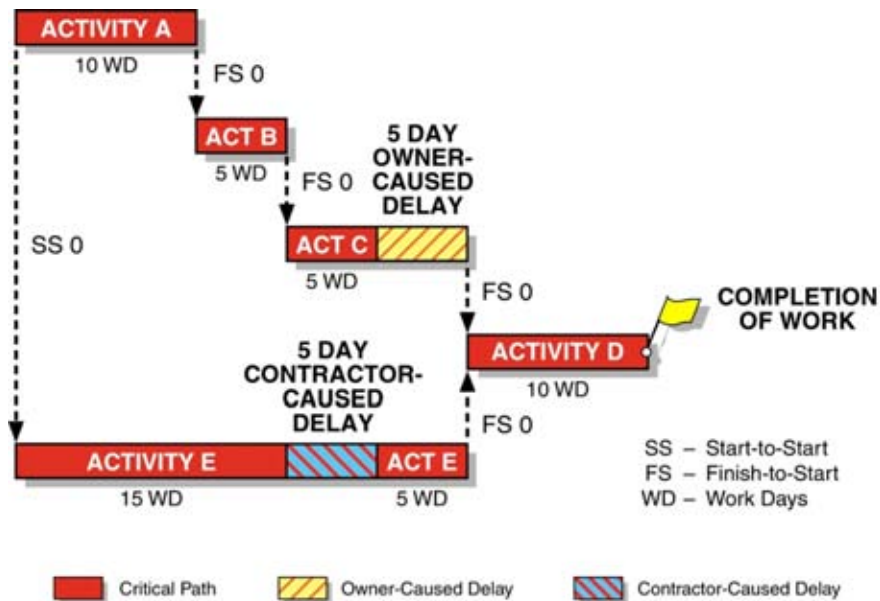 ACTIVITY A
10 WD
FS 0
ACT B
5 WD
FS 0
5 DAY
OWNER-
CAUSED
DELAY
SS 0
ACT C
5 WD
FS 0
COMPLETION
OF WORK
ACTIVITY D
10 WD
5 DAY
CONTRACTOR-
CAUSED
DELAY
FS 0
ACTIVITY E
ACT E
15 WD
5 WD
SS – Start-to-Start
FS – Finish-to-Start
WD – Work Days
Critical Path
Owner-Caused Delay
Contractor-Caused Delay